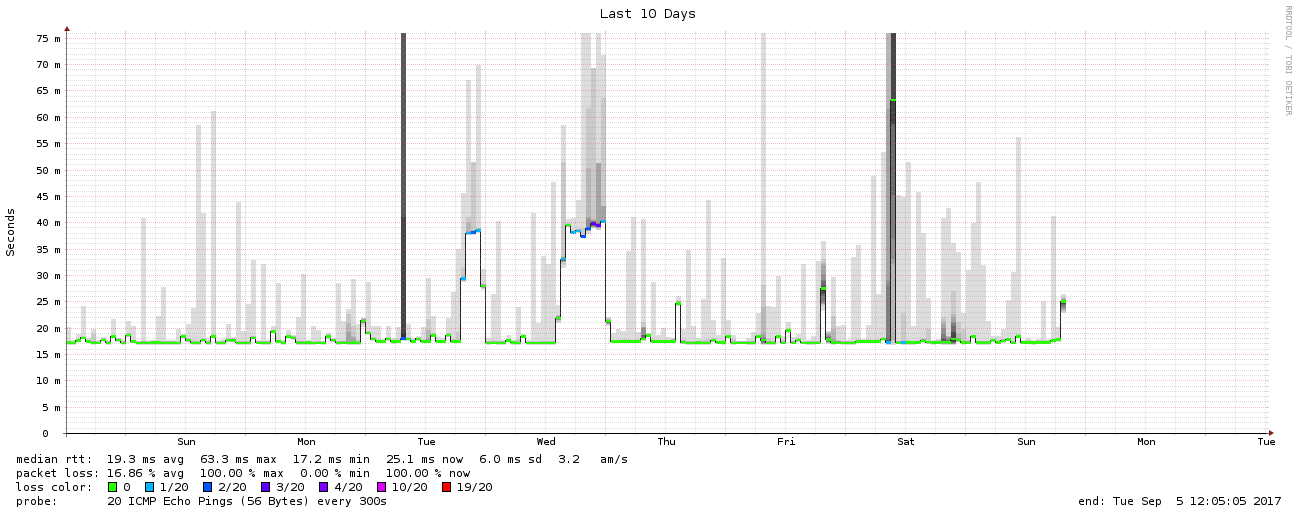 Last 10 Days
RRDTOOL / TOBI OETIKER
Seconds
75 m
70 m
65 m
60 m
55 m
50 m
45 m
40 m
35 m
30 m
25 m
20 m
15 m
10 m
5 m
0
Sun Mon Tue Wed Thu Fri Sat Sun Mon Tue
median rtt: 19.3 ms avg 63.3 ms max 17.2 ms min 25.1 ms now 6.0 ms sd 3.2 am/s
packet loss: 16.86 % avg 100.00 % max 0.00 % min 100.00 % now
loss color: 0 1/20 2/20 3/20 4/20 10/20 19/20
probe: 20 ICMP Echo Pings (56 Bytes) every 300s end: Tue Sep 5 12:05:05 2017